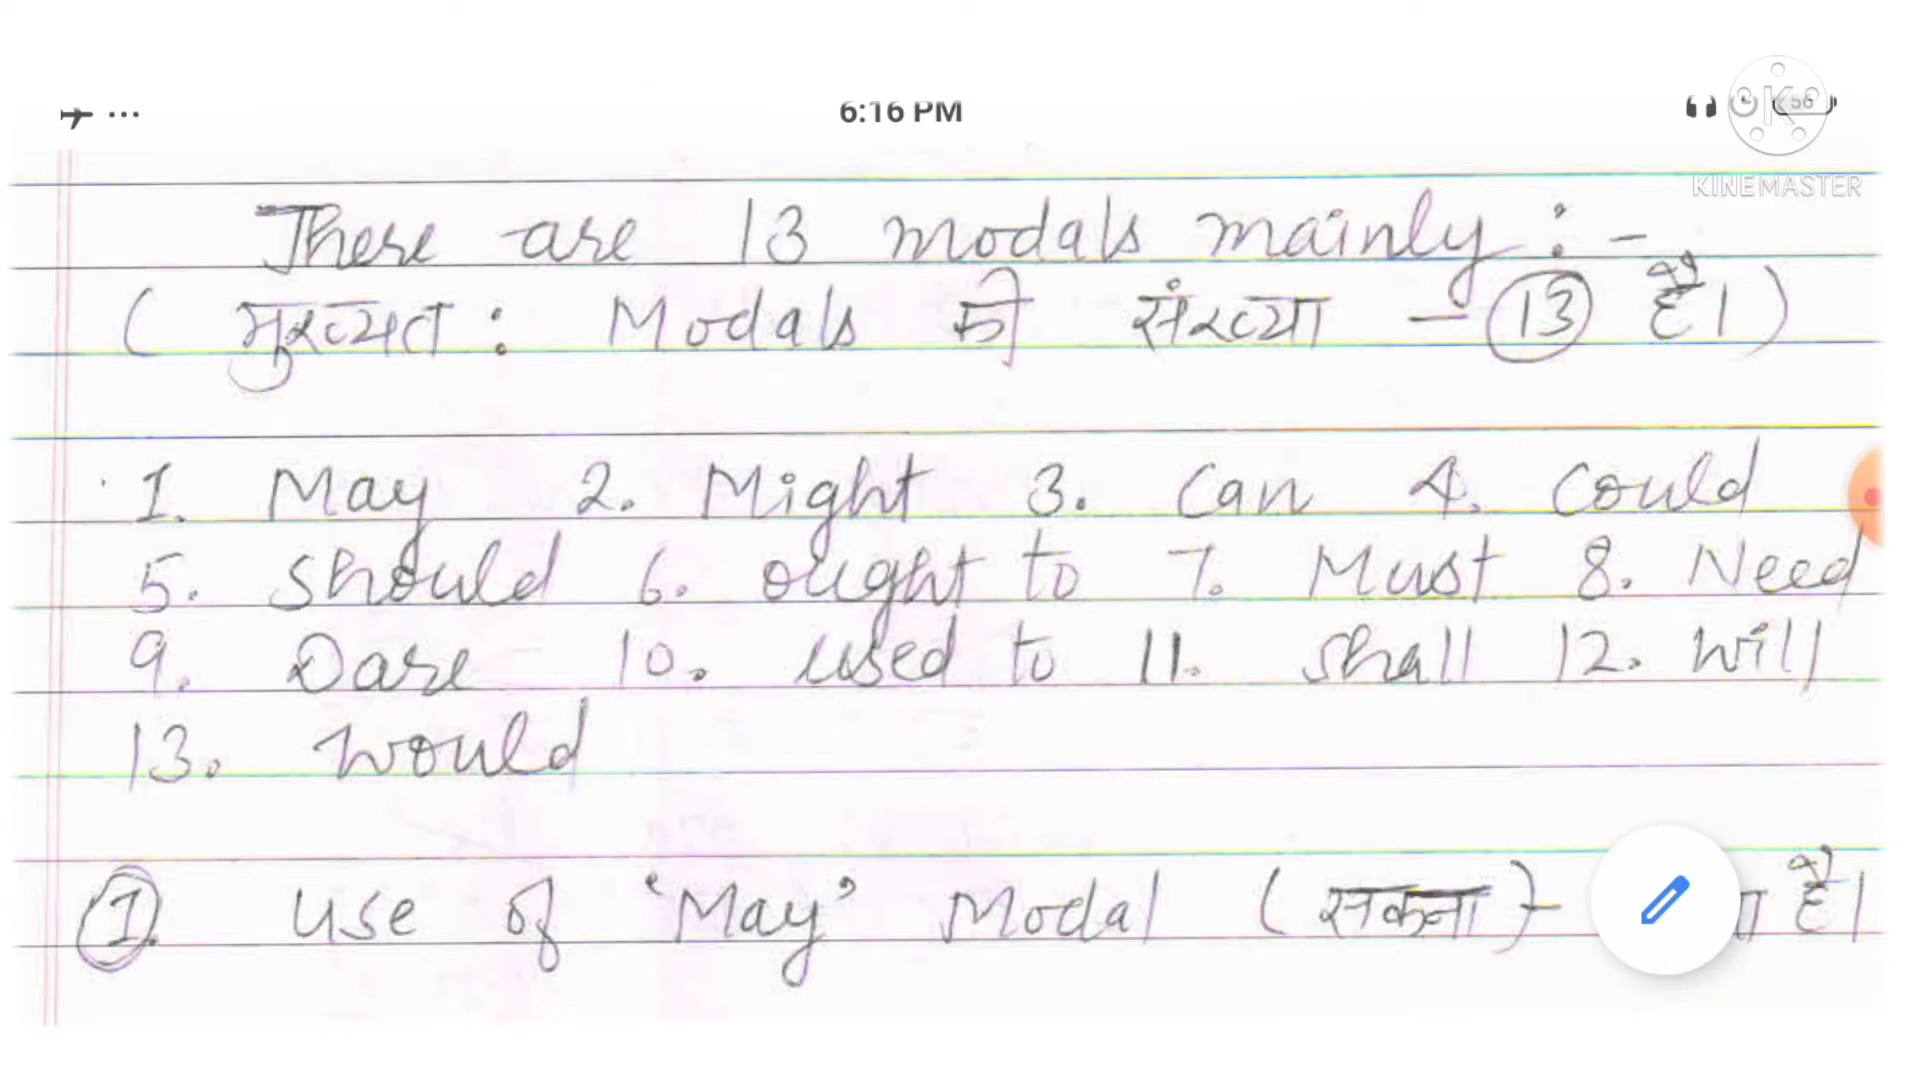 6:16 PM
56
KINEMASTER
There are 13 modals mainly : -
( मुख्यत : Modals की संख्या - 13 है। )
1. May 2. Might 3. Can 4. Could
5. Should 6. ought to 7. Must 8. Need
9. Dare 10. used to 11. shall 12. will
13. would
1. use of 'May' Modal ( सकना ) - है।